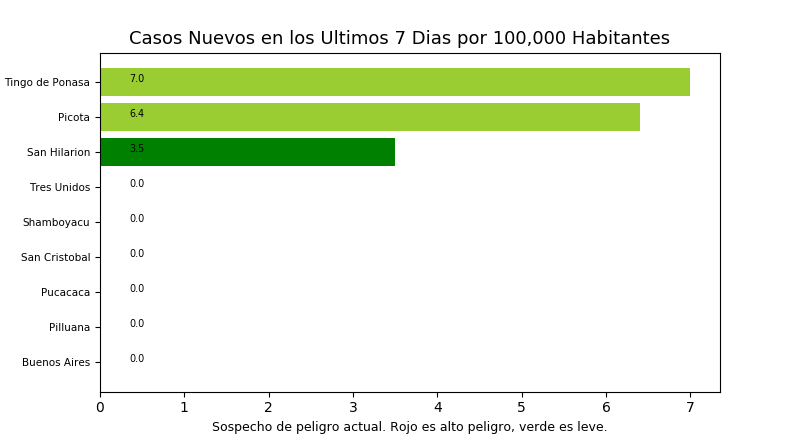 Casos Nuevos en los Ultimos 7 Dias por 100,000 Habitantes
Tingo de Ponasa 7.0
Picota 6.4
San Hilarion 3.5
Tres Unidos 0.0
Shamboyacu 0.0
San Cristobal 0.0
Pucacaca 0.0
Pilluana 0.0
Buenos Aires 0.0
0 1 2 3 4 5 6 7
Sospecho de peligro actual. Rojo es alto peligro, verde es leve.